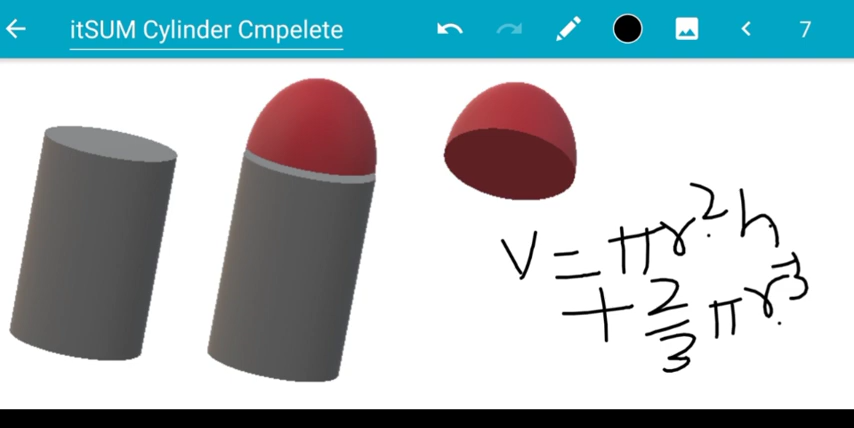 itSUM Cylinder Cmpelete
7
V = πr²h
+ 2/3 πr³